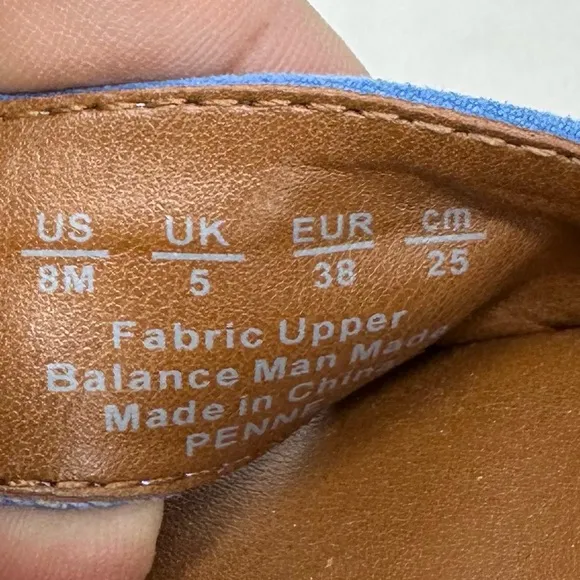 US UK EUR cm
8M 5 38 25
Fabric Upper
Balance Man Made
Made in China